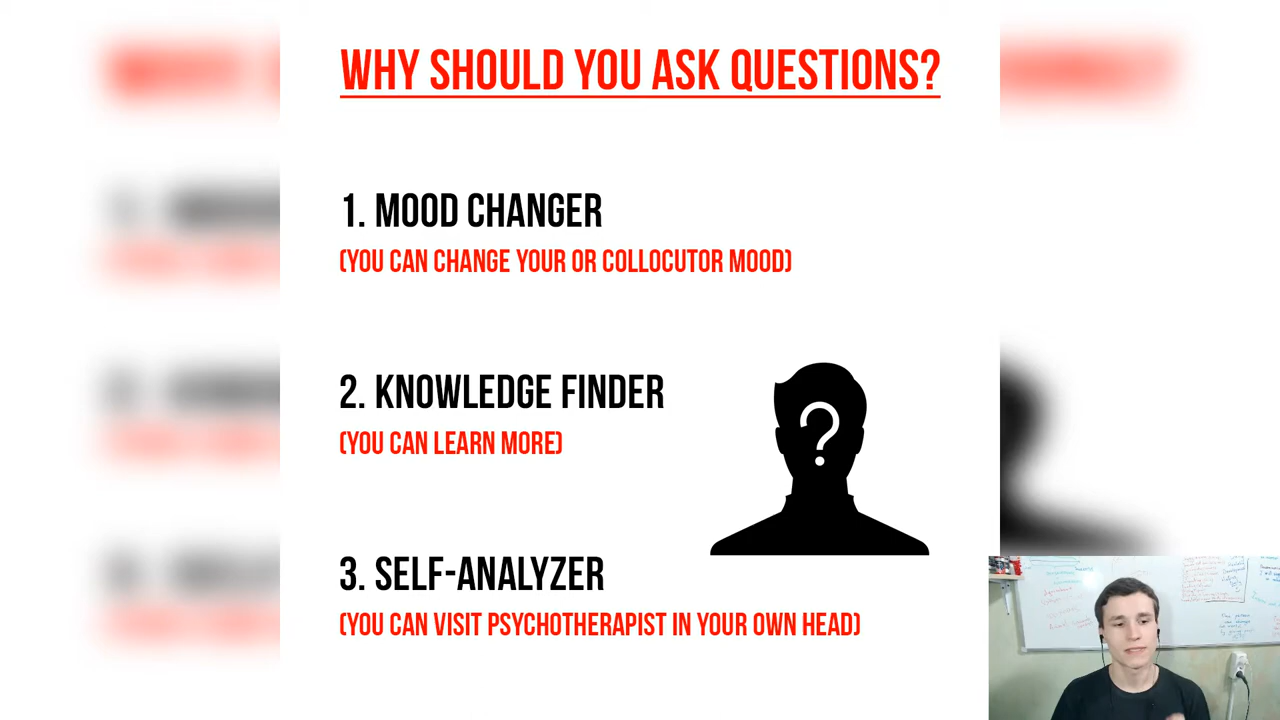 WHY SHOULD YOU ASK QUESTIONS?
1. MOOD CHANGER
(YOU CAN CHANGE YOUR OR COLLOCUTOR MOOD)
2. KNOWLEDGE FINDER
(YOU CAN LEARN MORE)
?
3. SELF-ANALYZER
(YOU CAN VISIT PSYCHOTHERAPIST IN YOUR OWN HEAD)